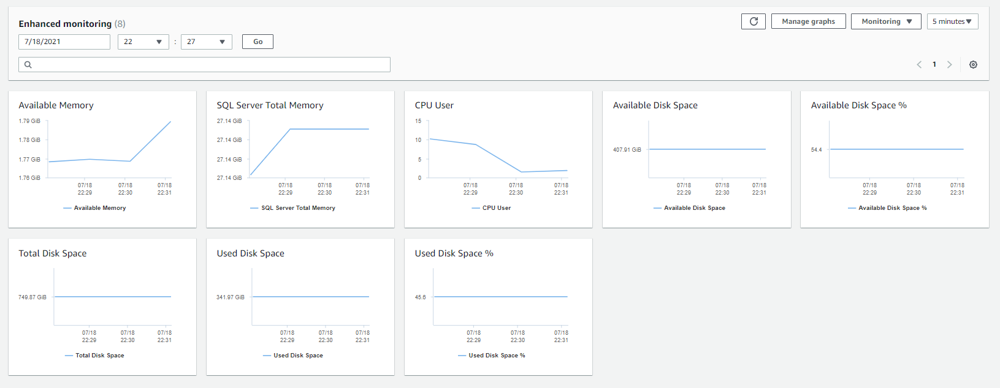 Enhanced monitoring (8)
Manage graphs
Monitoring
5 minutes
7/18/2021
22
:
27
Go
1
Available Memory
1.79 GiB
1.78 GiB
1.77 GiB
1.76 GiB
07/18 07/18 07/18
22:29 22:30 22:31
Available Memory
SQL Server Total Memory
27.14 GiB
27.14 GiB
27.14 GiB
27.14 GiB
07/18 07/18 07/18
22:29 22:30 22:31
SQL Server Total Memory
CPU User
15
10
5
0
07/18 07/18 07/18
22:29 22:30 22:31
CPU User
Available Disk Space
407.91 GiB
07/18 07/18 07/18
22:29 22:30 22:31
Available Disk Space
Available Disk Space %
54.4
07/18 07/18 07/18
22:29 22:30 22:31
Available Disk Space %
Total Disk Space
749.87 GiB
07/18 07/18 07/18
22:29 22:30 22:31
Total Disk Space
Used Disk Space
341.97 GiB
07/18 07/18 07/18
22:29 22:30 22:31
Used Disk Space
Used Disk Space %
45.6
07/18 07/18 07/18
22:29 22:30 22:31
Used Disk Space %